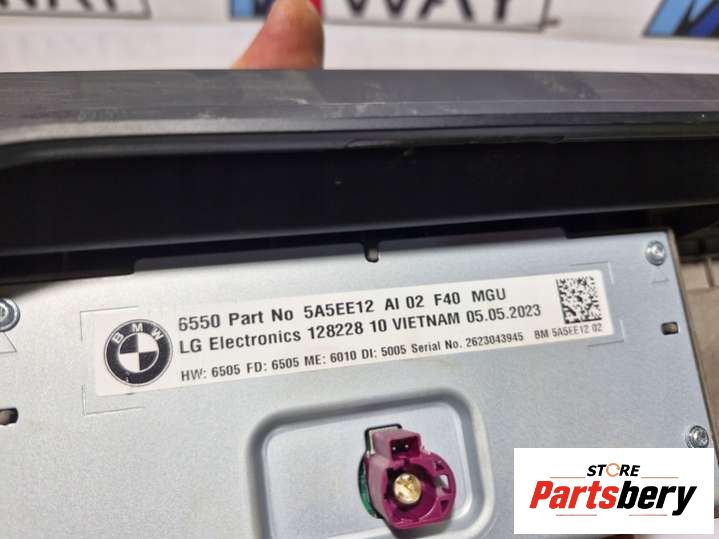 WAY
6550 Part No 5A5EE12 AI 02 F40 MGU
LG Electronics 128228 10 VIETNAM 05.05.2023
HW: 6505 FD: 6505 ME: 6010 DI: 5005 Serial No. 2623043945 BM 5A5EE12 02
BMW
STORE
Partsbery